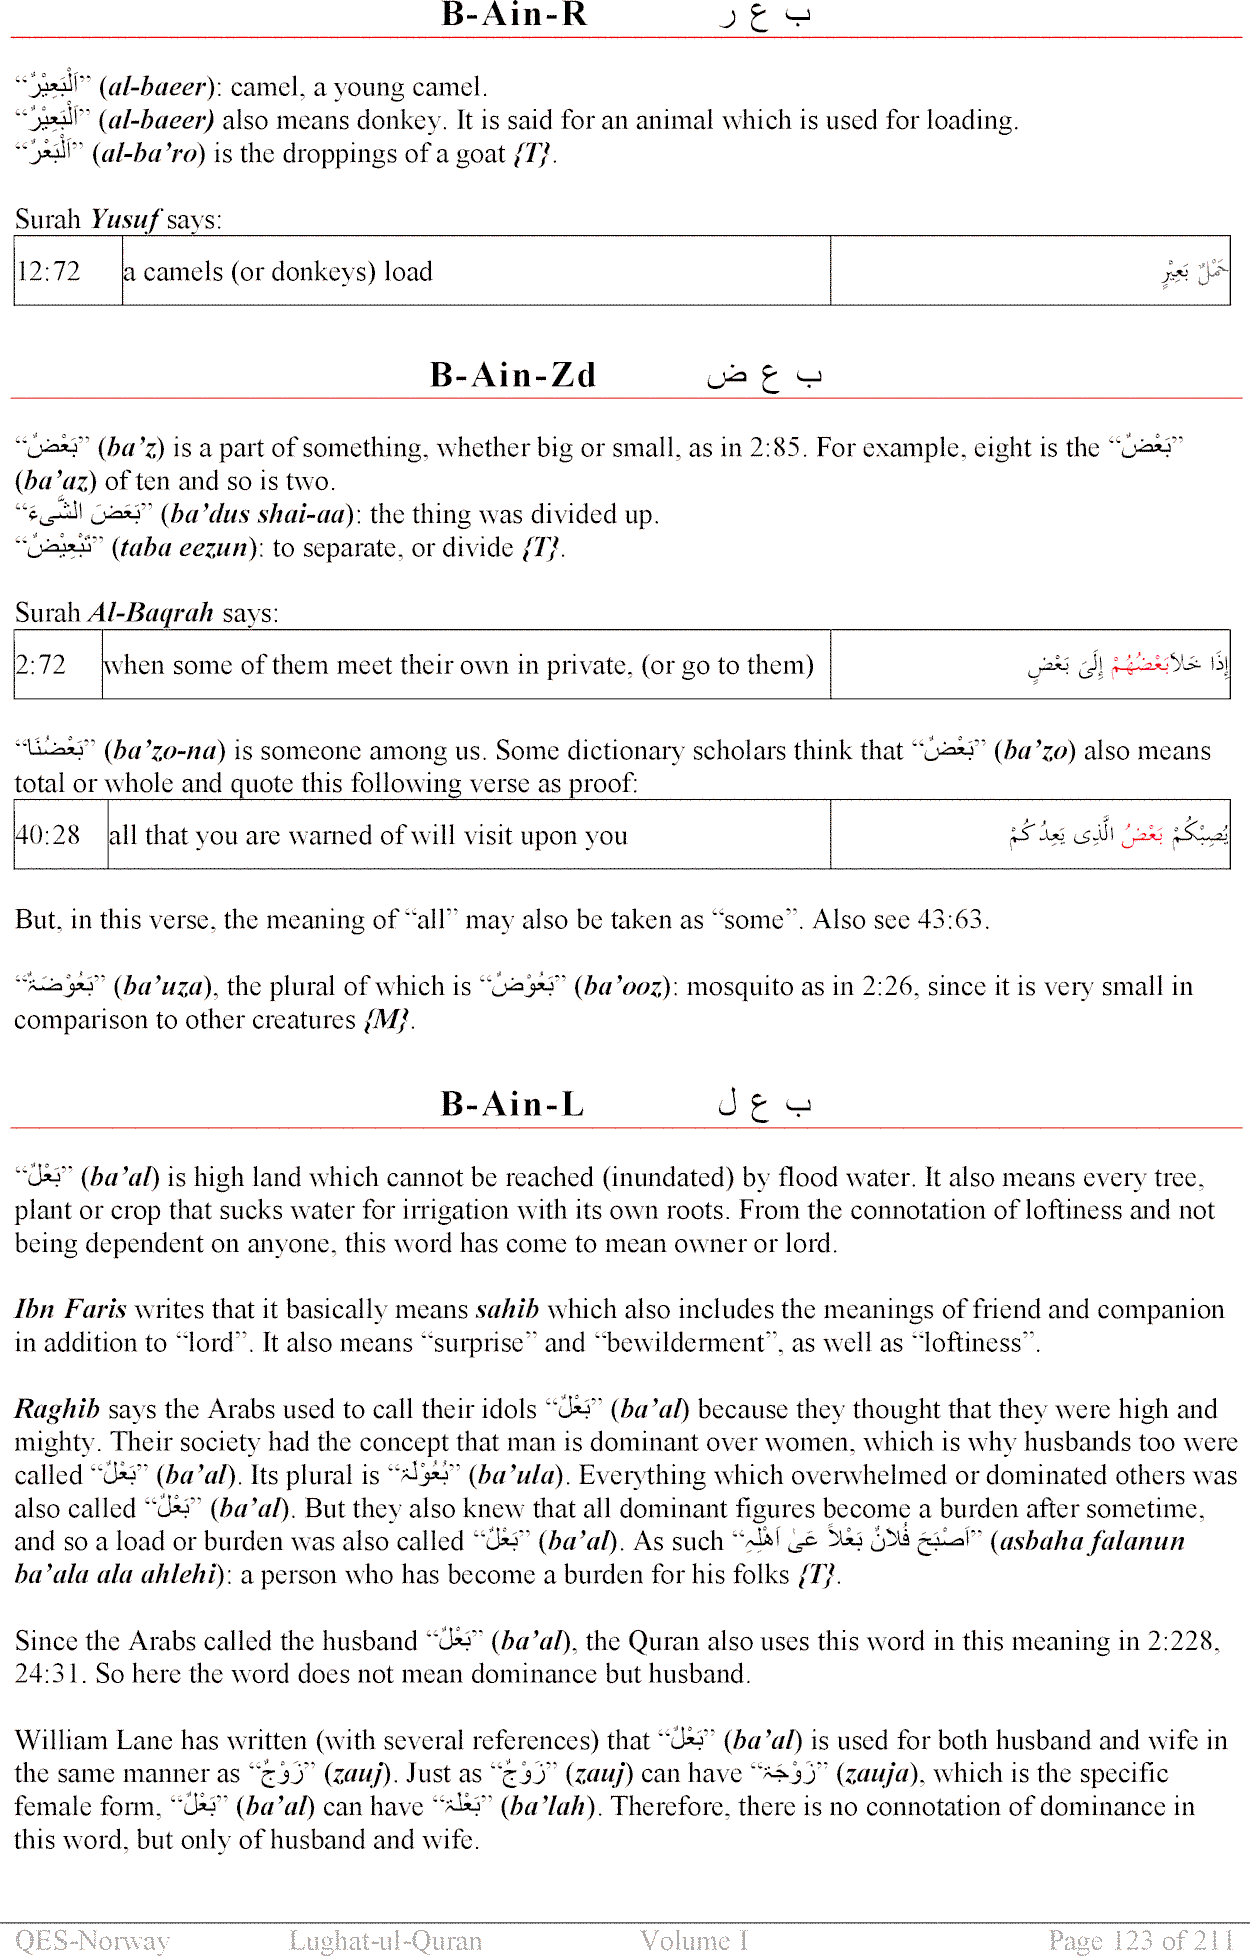 B-Ain-R ب ع ر
“اَلْبَعِيْرُ” (al-baeer): camel, a young camel.
“اَلْبَعِيْرُ” (al-baeer) also means donkey. It is said for an animal which is used for loading.
“اَلْبَعْرُ” (al-ba’ro) is the droppings of a goat {T}.
Surah Yusuf says:
12:72 a camels (or donkeys) load حَمْلُ بَعِيْرٍ
B-Ain-Zd ب ع ض
“بَعْضٌ” (ba’z) is a part of something, whether big or small, as in 2:85. For example, eight is the “بَعْضٌ”
(ba’az) of ten and so is two.
“بَعَضَ الشَّیءَ” (ba’dus shai-aa): the thing was divided up.
“تَبْعِيْضٌ” (taba eezun): to separate, or divide {T}.
Surah Al-Baqrah says:
2:72 when some of them meet their own in private, (or go to them) إِذَا خَلاَبَعْضُهُمْ إِلَىَ بَعْضٍ
“بَعْضُنَا” (ba’zo-na) is someone among us. Some dictionary scholars think that “بَعْضٌ” (ba’zo) also means
total or whole and quote this following verse as proof:
40:28 all that you are warned of will visit upon you يُصِبْكُمْ بَعْضُ الَّذِى يَعِدُكُمْ
But, in this verse, the meaning of “all” may also be taken as “some”. Also see 43:63.
“بَعُوْضَۃٌ” (ba’uza), the plural of which is “بَعُوْضٌ” (ba’ooz): mosquito as in 2:26, since it is very small in
comparison to other creatures {M}.
B-Ain-L ب ع ل
“بَعْلٌ” (ba’al) is high land which cannot be reached (inundated) by flood water. It also means every tree,
plant or crop that sucks water for irrigation with its own roots. From the connotation of loftiness and not
being dependent on anyone, this word has come to mean owner or lord.
Ibn Faris writes that it basically means sahib which also includes the meanings of friend and companion
in addition to “lord”. It also means “surprise” and “bewilderment”, as well as “loftiness”.
Raghib says the Arabs used to call their idols “بَعْلٌ” (ba’al) because they thought that they were high and
mighty. Their society had the concept that man is dominant over women, which is why husbands too were
called “بَعْلٌ” (ba’al). Its plural is “بُعُوْلَۃ” (ba’ula). Everything which overwhelmed or dominated others was
also called “بَعْلٌ” (ba’al). But they also knew that all dominant figures become a burden after sometime,
and so a load or burden was also called “بَعْلٌ” (ba’al). As such “اَصْبَحَ فُلَانٌ بَعْلاً عَلیٰ اَھْلِہٖ” (asbaha falanun
ba’ala ala ahlehi): a person who has become a burden for his folks {T}.
Since the Arabs called the husband “بَعْلٌ” (ba’al), the Quran also uses this word in this meaning in 2:228,
24:31. So here the word does not mean dominance but husband.
William Lane has written (with several references) that “بَعْلٌ” (ba’al) is used for both husband and wife in
the same manner as “زَوْجٌ” (zauj). Just as “زَوْجٌ” (zauj) can have “زَوْجَۃ” (zauja), which is the specific
female form, “بَعْلٌ” (ba’al) can have “بَعْلَۃ” (ba’lah). Therefore, there is no connotation of dominance in
this word, but only of husband and wife.
QES-Norway Lughat-ul-Quran Volume I Page 123 of 211